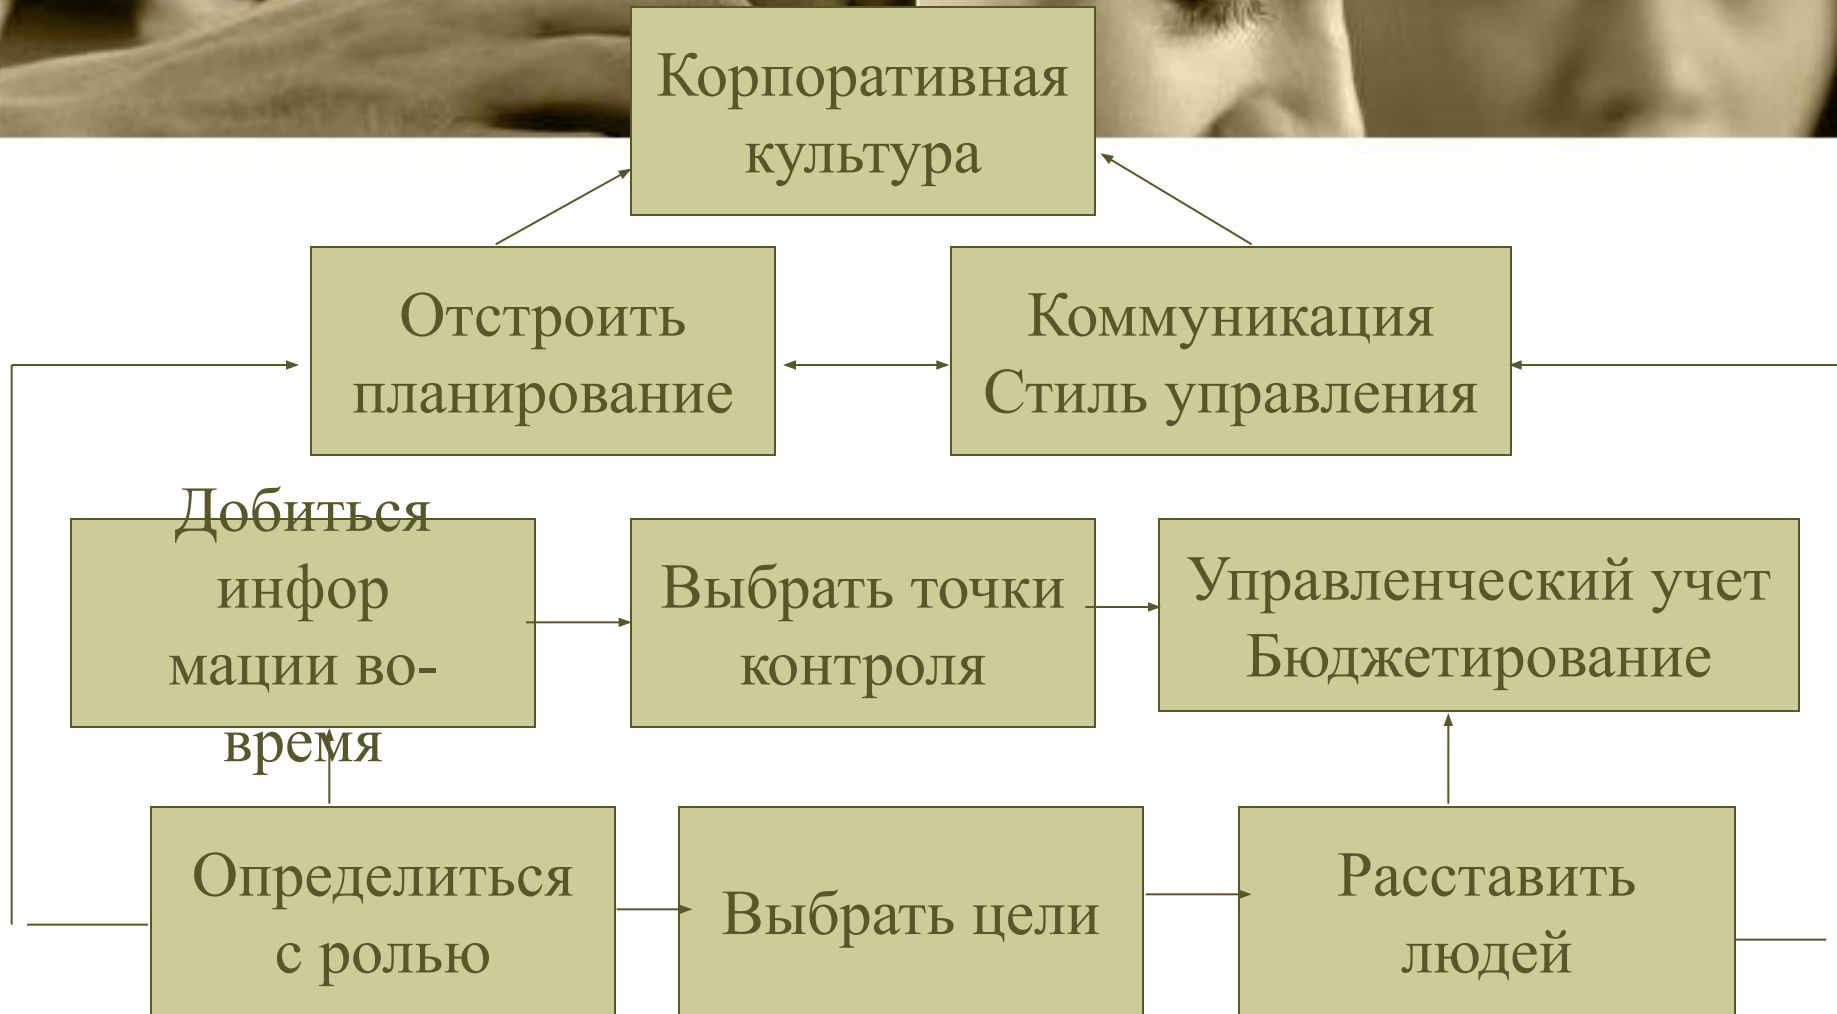 Корпоративная
культура
Отстроить
планирование
Коммуникация
Стиль управления
Добиться
инфор
мации во-
время
Выбрать точки
контроля
Управленческий учет
Бюджетирование
Определиться
с ролью
Выбрать цели
Расставить
людей